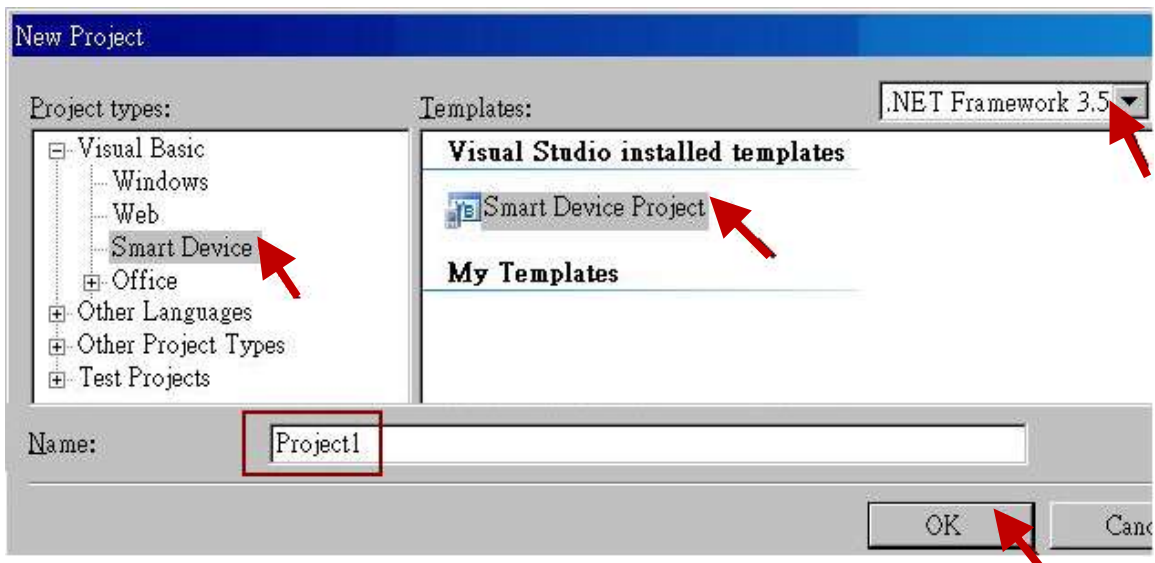 New Project
Project types:
Templates:
.NET Framework 3.5
Visual Basic
Windows
Web
Smart Device
Office
Other Languages
Other Project Types
Test Projects
Visual Studio installed templates
Smart Device Project
My Templates
Name:
Project1
OK
Canc